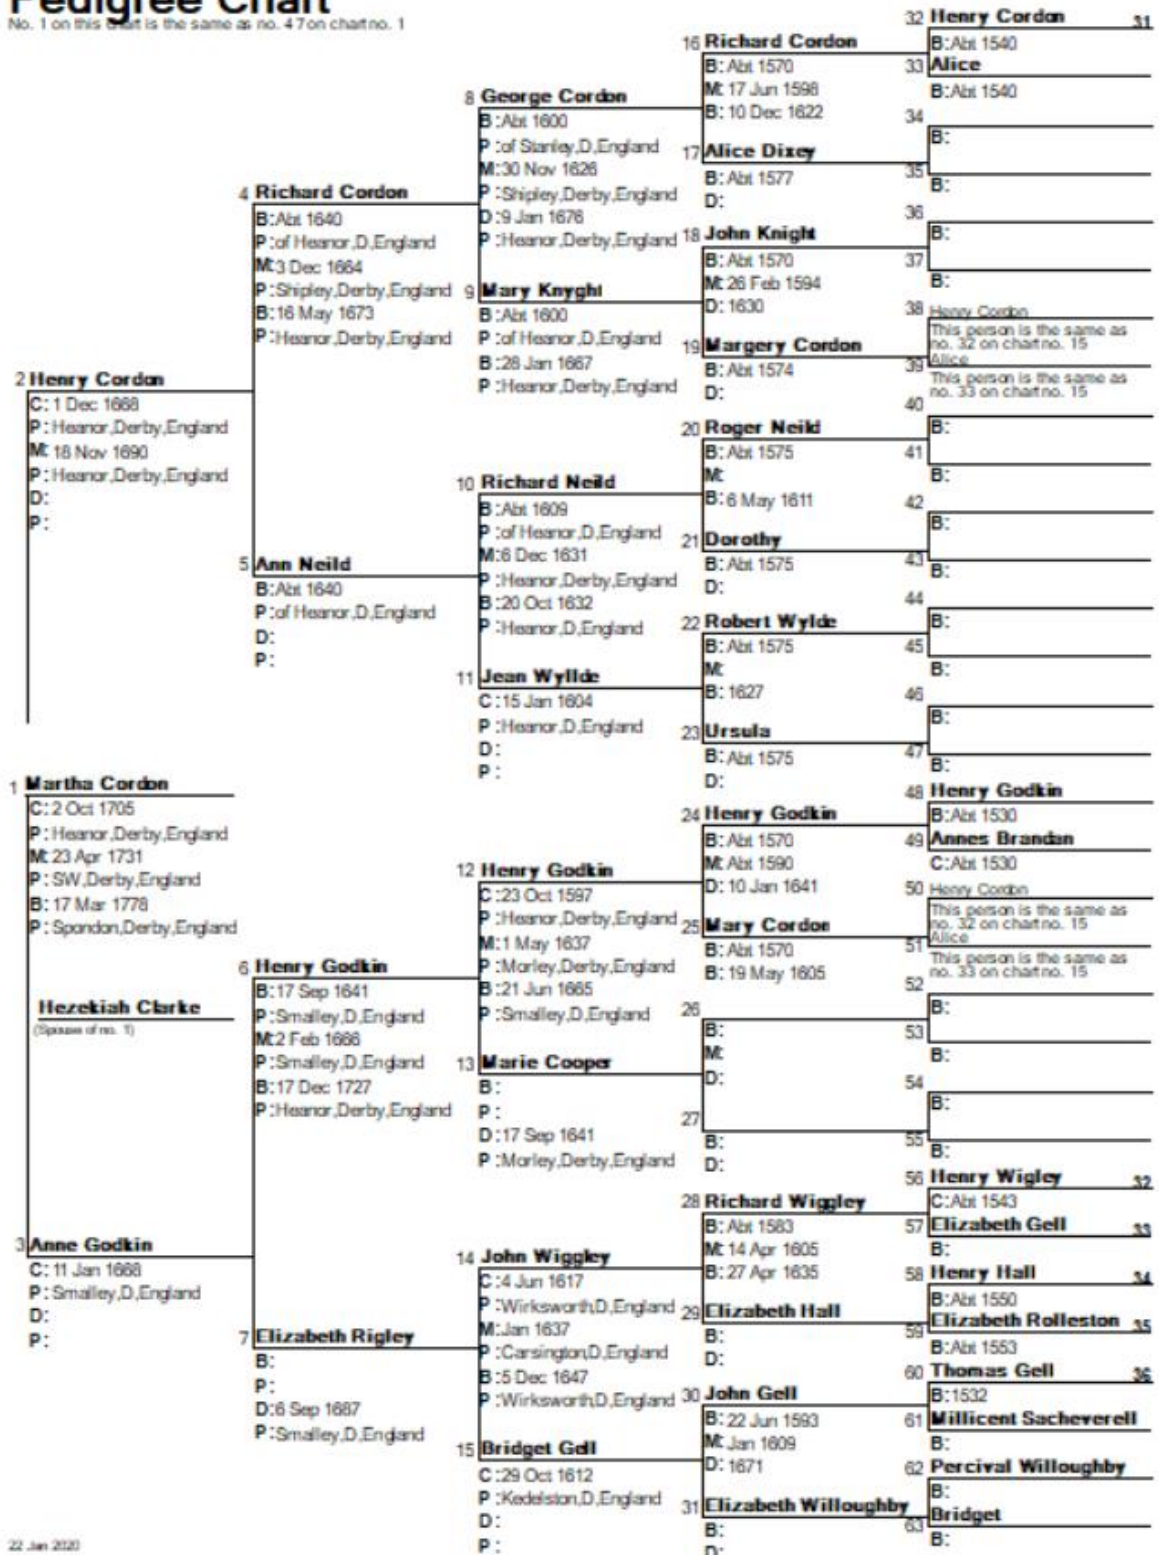 Pedigree Chart
No. 1 on this chart is the same as no. 47 on chart no. 1
1 Martha Cordon
C: 2 Oct 1705
P: Heanor,Derby,England
M: 23 Apr 1731
P: SW,Derby,England
B: 17 Mar 1778
P: Spondon,Derby,England
Hezekiah Clarke
(Spouse of no. 1)
2 Henry Cordon
C: 1 Dec 1668
P: Heanor,Derby,England
M: 18 Nov 1690
P: Heanor,Derby,England
D:
P:
3 Anne Godkin
C: 11 Jan 1668
P: Smalley,D,England
D:
P:
4 Richard Cordon
B: Abt 1640
P: of Heanor,D,England
M: 3 Dec 1664
P: Shipley,Derby,England
B: 16 May 1673
P: Heanor,Derby,England
5 Ann Neild
B: Abt 1640
P: of Heanor,D,England
D:
P:
6 Henry Godkin
B: 17 Sep 1641
P: Smalley,D,England
M: 2 Feb 1666
P: Smalley,D,England
B: 17 Dec 1727
P: Heanor,Derby,England
7 Elizabeth Rigley
B:
P:
D: 6 Sep 1687
P: Smalley,D,England
8 George Cordon
B: Abt 1600
P: of Stanley,D,England
M: 30 Nov 1626
P: Shipley,Derby,England
D: 9 Jan 1676
P: Heanor,Derby,England
9 Mary Knyght
B: Abt 1600
P: of Heanor,D,England
B: 28 Jan 1667
P: Heanor,Derby,England
10 Richard Neild
B: Abt 1609
P: of Heanor,D,England
M: 6 Dec 1631
P: Heanor,Derby,England
B: 20 Oct 1632
P: Heanor,D,England
11 Jean Wyllde
C: 15 Jan 1604
P: Heanor,D,England
D:
P:
12 Henry Godkin
C: 23 Oct 1597
P: Heanor,Derby,England
M: 1 May 1637
P: Morley,Derby,England
B: 21 Jun 1665
P: Smalley,D,England
13 Marie Cooper
B:
P:
D: 17 Sep 1641
P: Morley,Derby,England
14 John Wiggley
C: 4 Jun 1617
P: Wirksworth,D,England
M: Jan 1637
P: Carsington,D,England
B: 5 Dec 1647
P: Wirksworth,D,England
15 Bridget Gell
C: 29 Oct 1612
P: Kedelston,D,England
D:
P:
16 Richard Cordon
B: Abt 1570
M: 17 Jun 1598
B: 10 Dec 1622
17 Alice Dixey
B: Abt 1577
D:
18 John Knight
B: Abt 1570
M: 26 Feb 1594
D: 1630
19 Margery Cordon
B: Abt 1574
D:
20 Roger Neild
B: Abt 1575
M:
B: 6 May 1611
21 Dorothy
B: Abt 1575
D:
22 Robert Wylde
B: Abt 1575
M:
B: 1627
23 Ursula
B: Abt 1575
D:
24 Henry Godkin
B: Abt 1570
M: Abt 1590
D: 10 Jan 1641
25 Mary Cordon
B: Abt 1570
B: 19 May 1605
26
B:
M:
D:
27
B:
D:
28 Richard Wiggley
B: Abt 1583
M: 14 Apr 1605
B: 27 Apr 1635
29 Elizabeth Hall
B:
D:
30 John Gell
B: 22 Jun 1593
M: Jan 1609
D: 1671
31 Elizabeth Willoughby
B:
D:
32 Henry Cordon 31
B: Abt 1540
33 Alice
B: Abt 1540
34
B:
35
B:
36
B:
37
B:
38 Henry Cordon
This person is the same as
no. 32 on chart no. 15
39 Alice
This person is the same as
no. 33 on chart no. 15
40
B:
41
B:
42
B:
43
B:
44
B:
45
B:
46
B:
47
B:
48 Henry Godkin
B: Abt 1530
49 Annes Brandan
C: Abt 1530
50 Henry Cordon
This person is the same as
no. 32 on chart no. 15
51 Alice
This person is the same as
no. 33 on chart no. 15
52
B:
53
B:
54
B:
55
B:
56 Henry Wigley 32
C: Abt 1543
57 Elizabeth Gell 33
B:
58 Henry Hall 34
B: Abt 1550
59 Elizabeth Rolleston 35
B: Abt 1553
60 Thomas Gell 36
B: 1532
61 Millicent Sacheverell
B:
62 Percival Willoughby
B:
63 Bridget
B:
22 Jan 2020